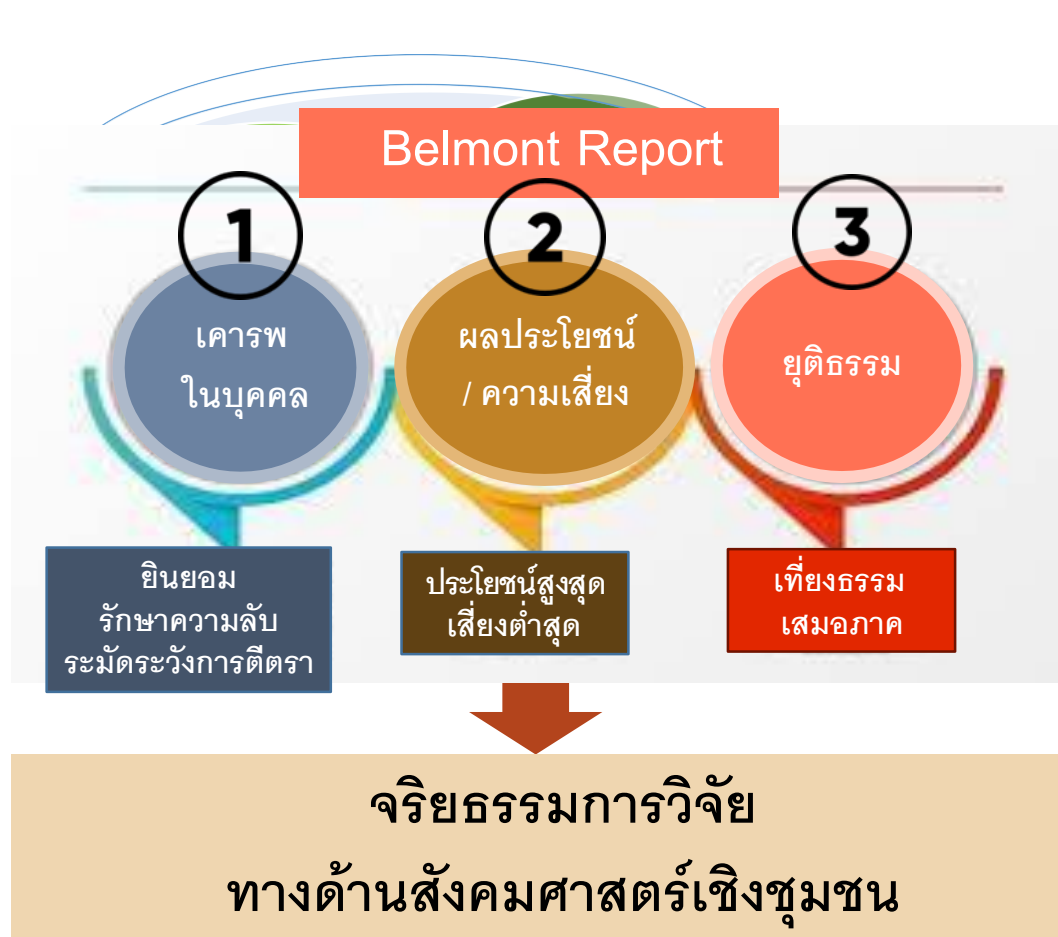 Belmont Report
1
2
3
เคารพ
ในบุคคล
ผลประโยชน์
/ ความเสี่ยง
ยุติธรรม
ยินยอม
รักษาความลับ
ระมัดระวังการตีตรา
ประโยชน์สูงสุด
เสี่ยงต่ำสุด
เที่ยงธรรม
เสมอภาค
จริยธรรมการวิจัย
ทางด้านสังคมศาสตร์เชิงชุมชน